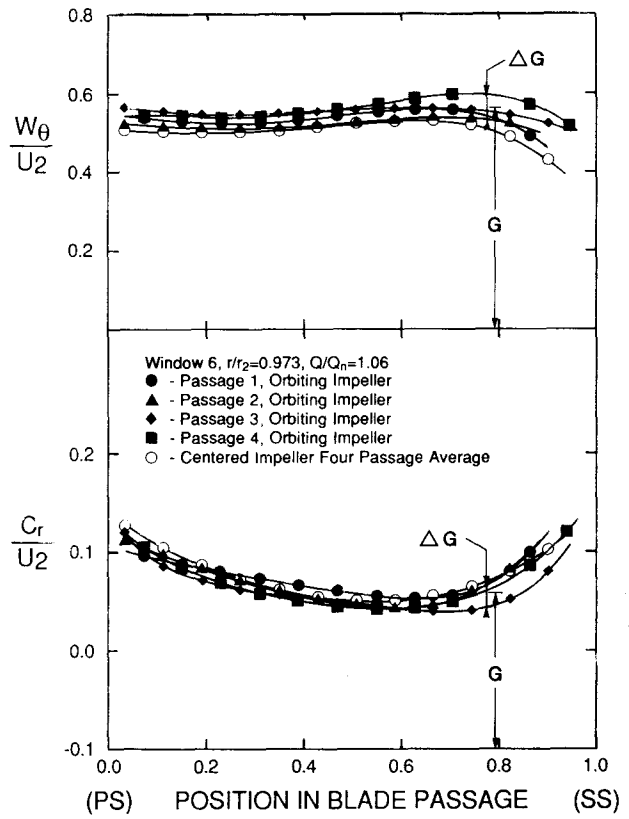 0.8
0.6
0.4
0.2
Wθ
U2
△ G
G
Window 6, r/r2=0.973, Q/Qn=1.06
● - Passage 1, Orbiting Impeller
▲ - Passage 2, Orbiting Impeller
◆ - Passage 3, Orbiting Impeller
■ - Passage 4, Orbiting Impeller
○ - Centered Impeller Four Passage Average
0.2
0.1
0.0
-0.1
Cr
U2
△ G
G
0.0 0.2 0.4 0.6 0.8 1.0
(PS) POSITION IN BLADE PASSAGE (SS)